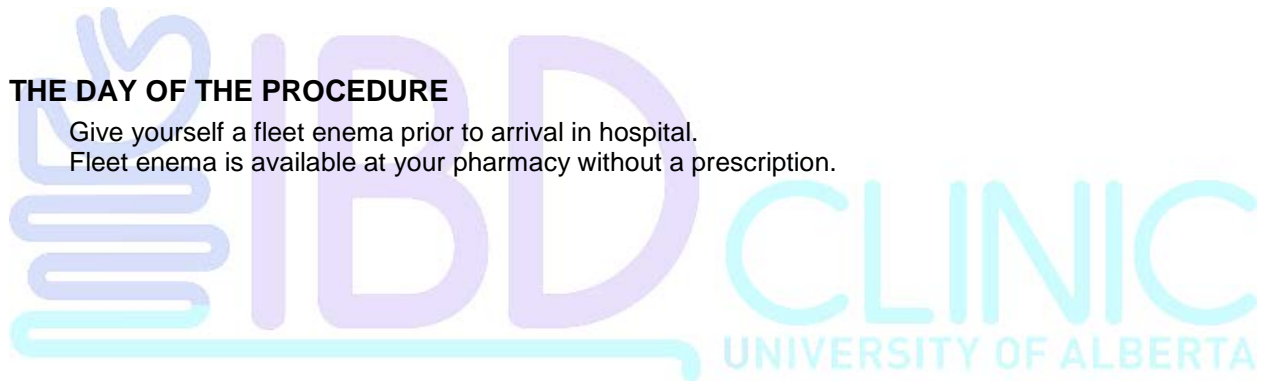 THE DAY OF THE PROCEDURE
Give yourself a fleet enema prior to arrival in hospital.
Fleet enema is available at your pharmacy without a prescription.
IBD CLINIC
UNIVERSITY OF ALBERTA